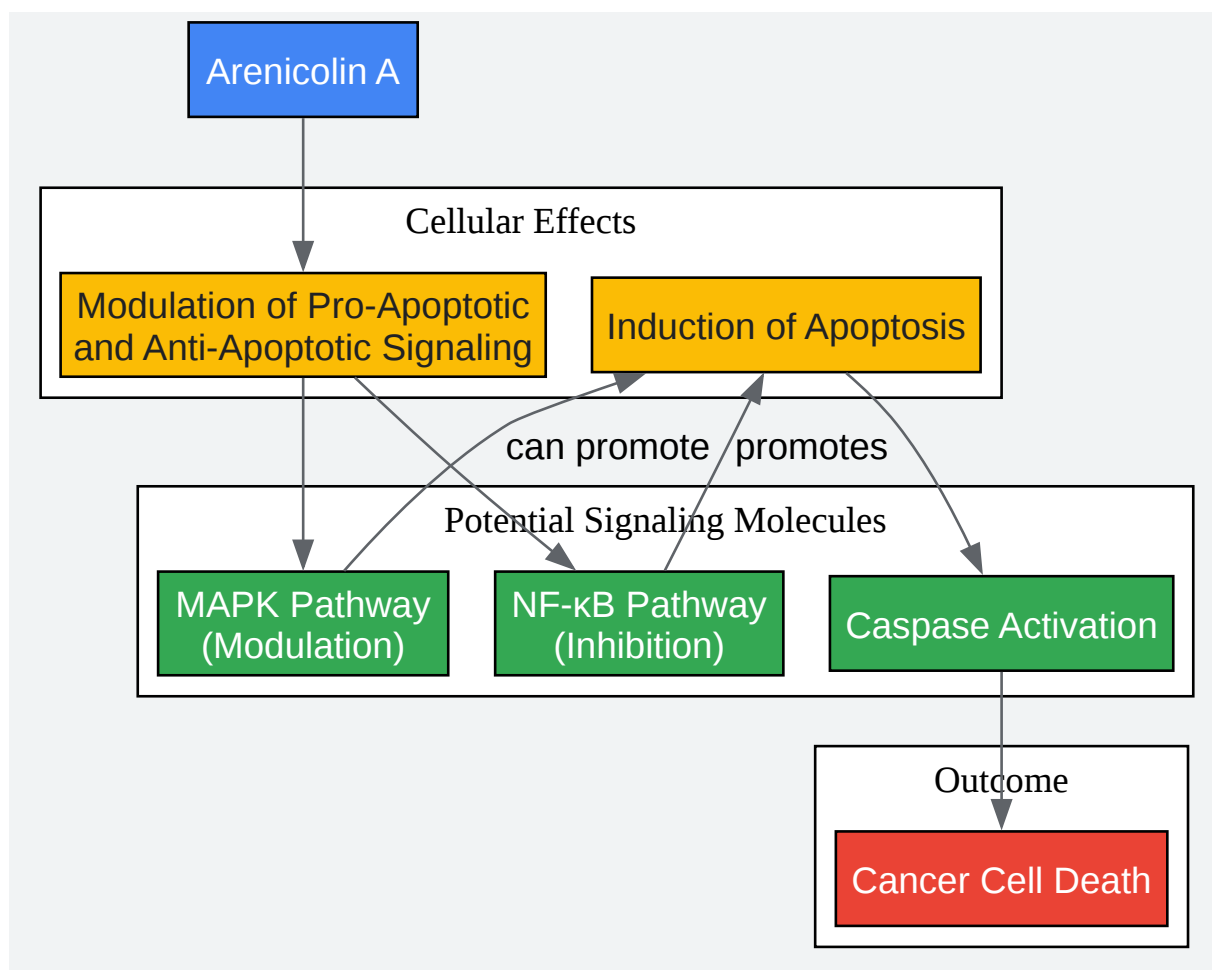 Arenicolin A
Cellular Effects
Modulation of Pro-Apoptotic
and Anti-Apoptotic Signaling
Induction of Apoptosis
can promote
promotes
Potential Signaling Molecules
MAPK Pathway
(Modulation)
NF-κB Pathway
(Inhibition)
Caspase Activation
Outcome
Cancer Cell Death